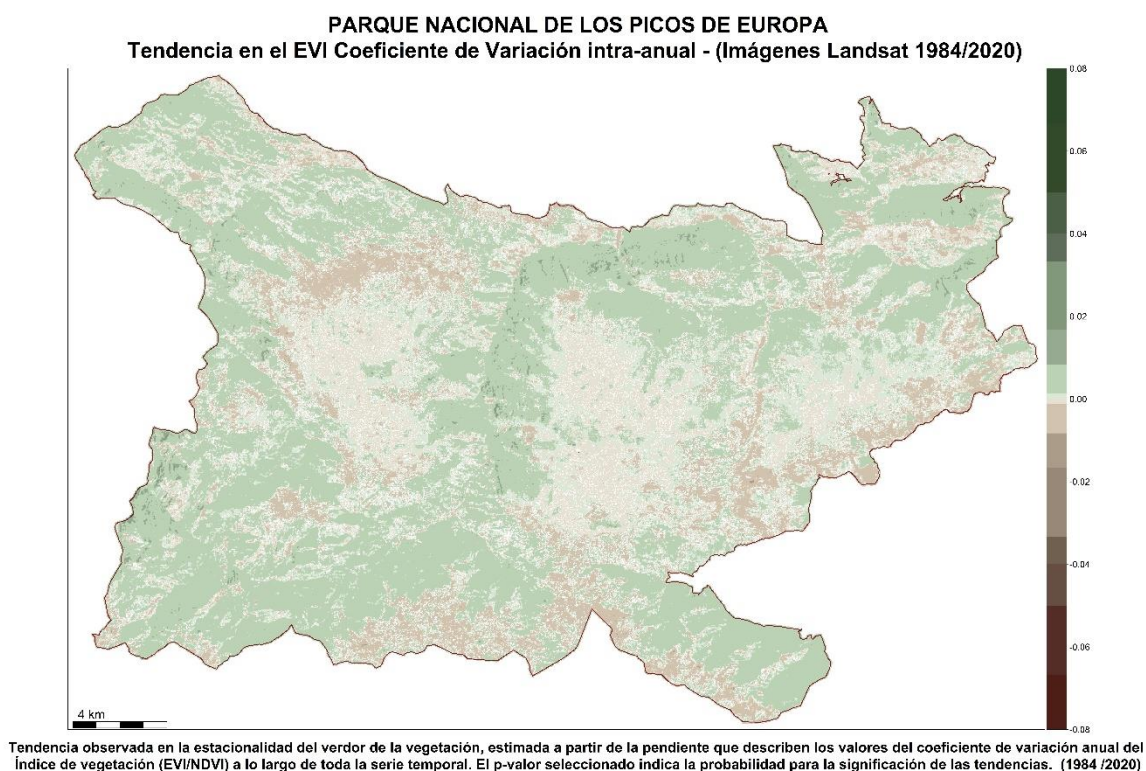 PARQUE NACIONAL DE LOS PICOS DE EUROPA
Tendencia en el EVI Coeficiente de Variación intra-anual - (Imágenes Landsat 1984/2020)
0.08
0.06
0.04
0.02
0.00
-0.02
-0.04
-0.06
-0.08
4 km
Tendencia observada en la estacionalidad del verdor de la vegetación, estimada a partir de la pendiente que describen los valores del coeficiente de variación anual del
Índice de vegetación (EVI/NDVI) a lo largo de toda la serie temporal. El p-valor seleccionado indica la probabilidad para la significación de las tendencias. (1984 /2020)